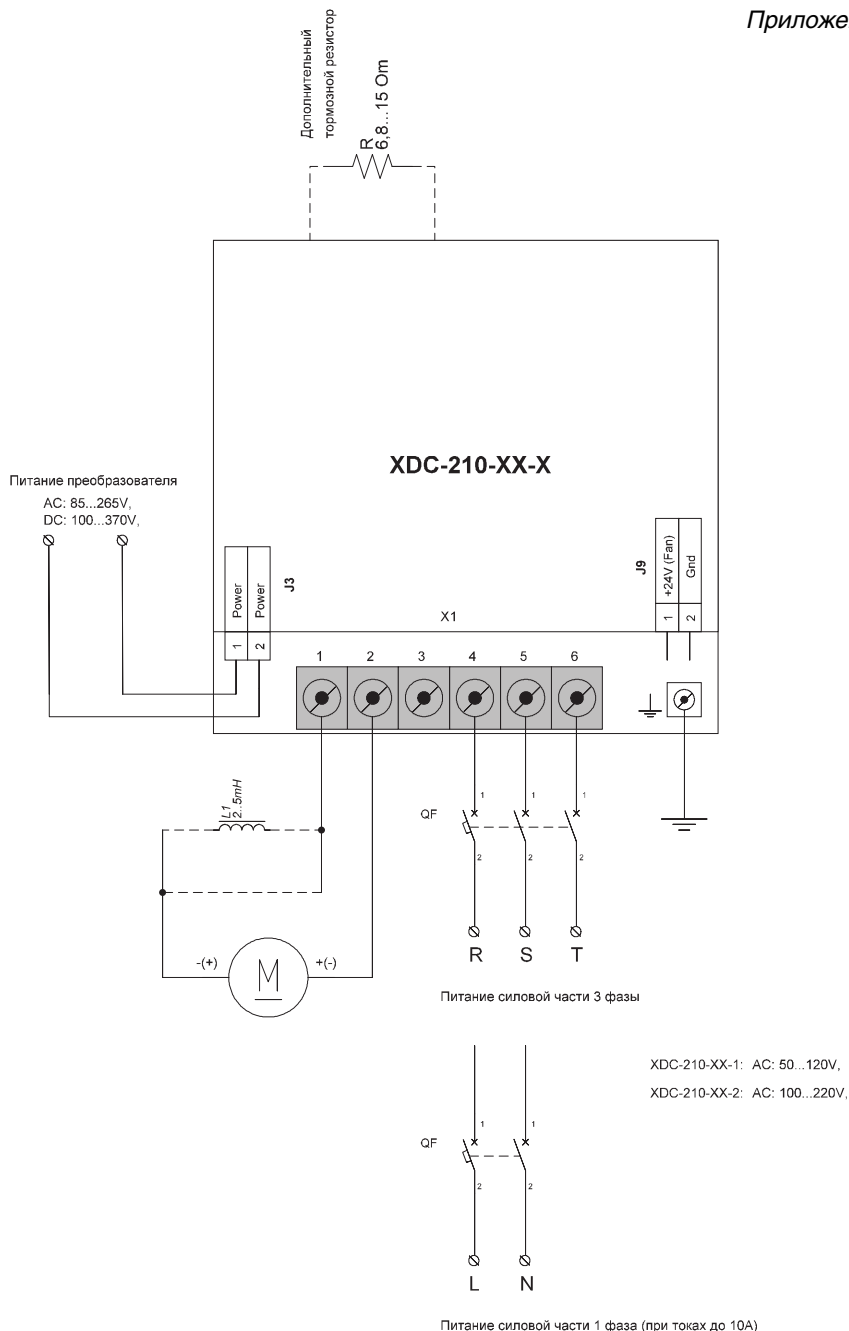 Приложе
Дополнительный
тормозной резистор
R
6,8...15 Om
XDC-210-XX-X
Питание преобразователя
AC: 85...265V,
DC: 100...370V,
J3
Power
Power
1
2
J9
+24V (Fan)
Gnd
1
2
X1
1 2 3 4 5 6
L1
2..5mH
QF
1 1 1
2 2 2
-(+) M +(-)
R S T
Питание силовой части 3 фазы
XDC-210-XX-1: AC: 50...120V,
XDC-210-XX-2: AC: 100...220V,
QF
1 1
2 2
L N
Питание силовой части 1 фаза (при токах до 10А)